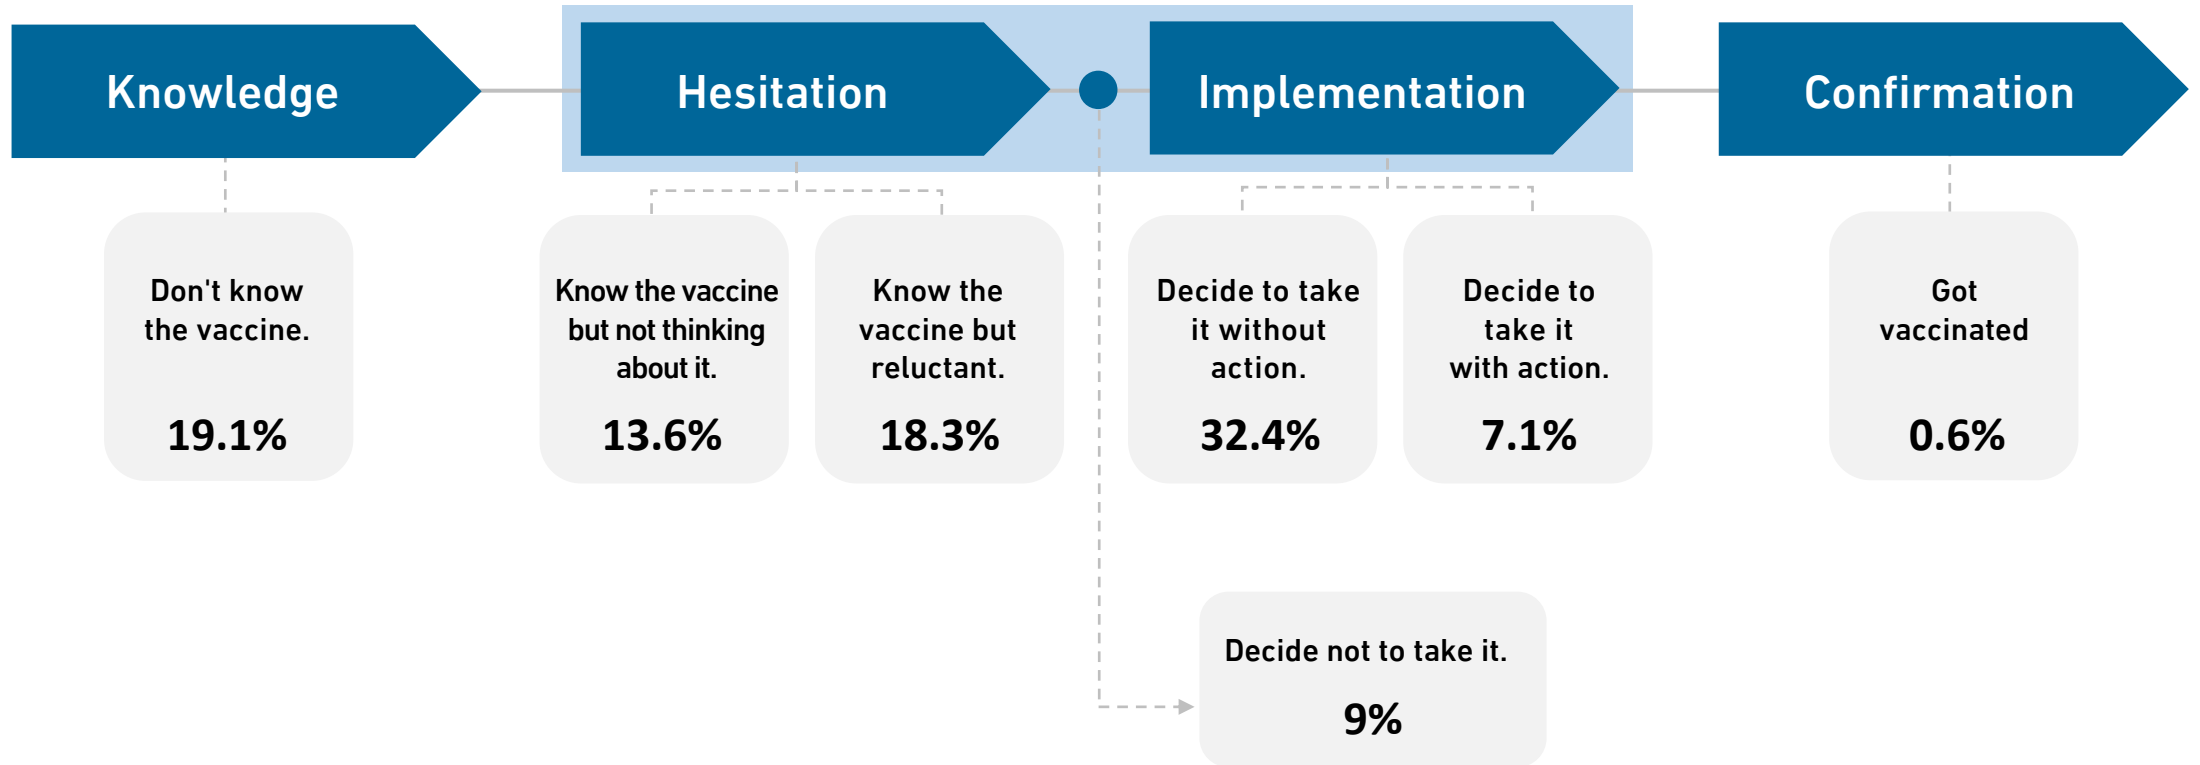 Knowledge
Hesitation
Implementation
Confirmation
Don't know
the vaccine.
19.1%
Know the vaccine
but not thinking
about it.
13.6%
Know the
vaccine but
reluctant.
18.3%
Decide to take
it without
action.
32.4%
Decide to
take it
with action.
7.1%
Got
vaccinated
0.6%
Decide not to take it.
9%